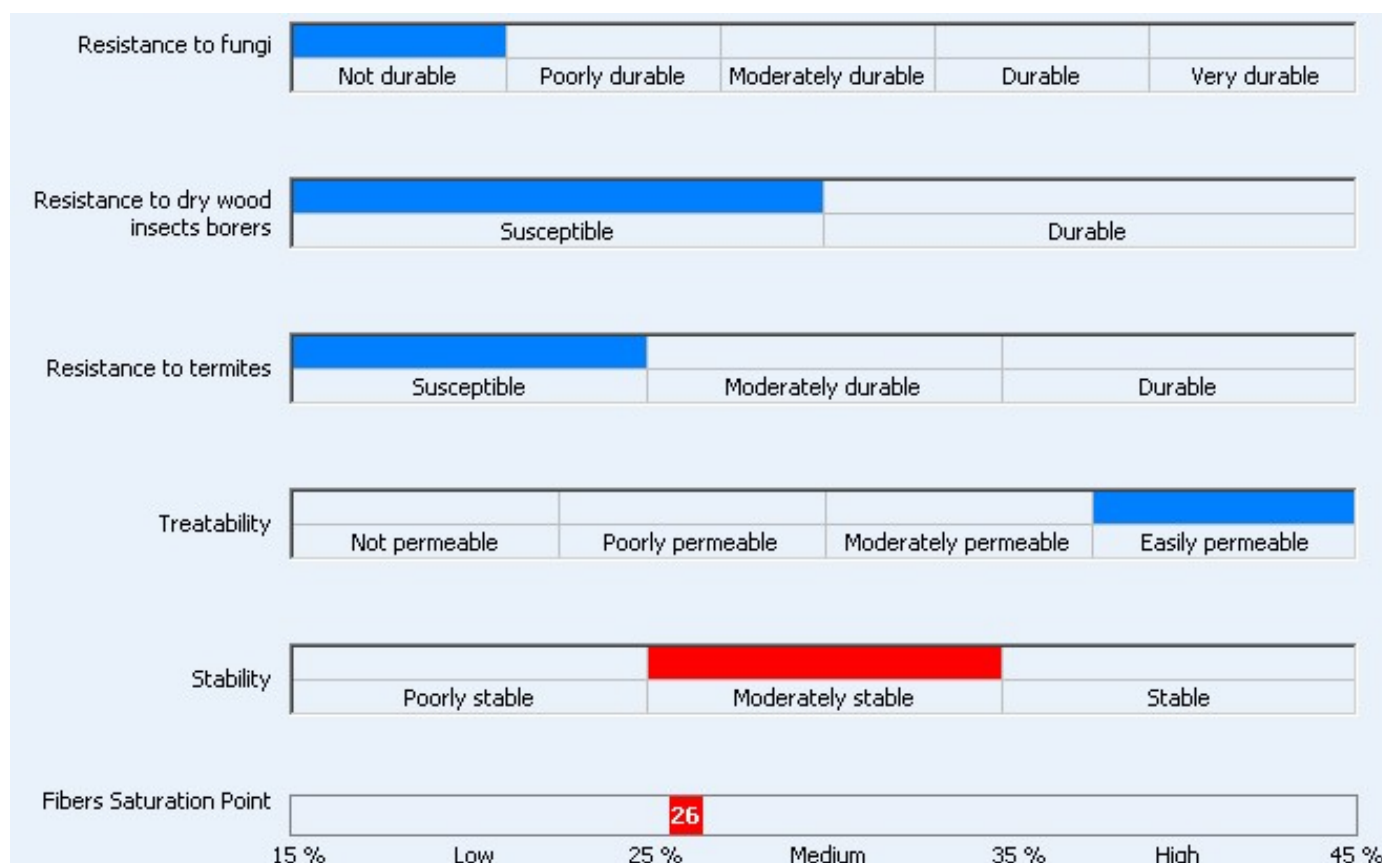 Resistance to fungi
Not durable Poorly durable Moderately durable Durable Very durable
Resistance to dry wood
insects borers
Susceptible Durable
Resistance to termites
Susceptible Moderately durable Durable
Treatability
Not permeable Poorly permeable Moderately permeable Easily permeable
Stability
Poorly stable Moderately stable Stable
Fibers Saturation Point
26
15 % Low 25 % Medium 35 % High 45 %